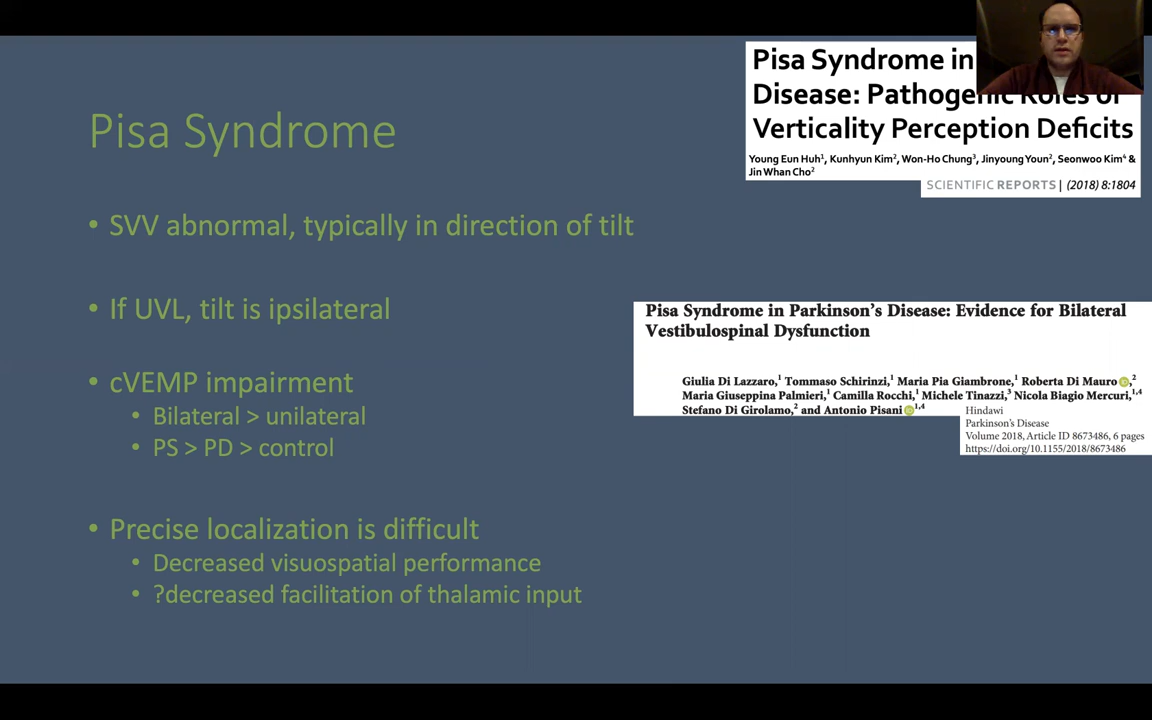 Pisa Syndrome
• SVV abnormal, typically in direction of tilt
• If UVL, tilt is ipsilateral
• cVEMP impairment
• Bilateral > unilateral
• PS > PD > control
• Precise localization is difficult
• Decreased visuospatial performance
• ?decreased facilitation of thalamic input
Pisa Syndrome in
Disease: Pathogenic Roles of
Verticality Perception Deficits
Young Eun Huh1, Kunhyun Kim2, Won-Ho Chung3, Jinyoung Youn2, Seonwoo Kim4 &
Jin Whan Cho2
SCIENTIFIC REPORTS | (2018) 8:1804
Pisa Syndrome in Parkinson's Disease: Evidence for Bilateral
Vestibulospinal Dysfunction
Giulia Di Lazzaro,1 Tommaso Schirinzi,1 Maria Pia Giambrone,1 Roberta Di Mauro iD,2
Maria Giuseppina Palmieri,1 Camilla Rocchi,1 Michele Tinazzi,3 Nicola Biagio Mercuri,1,4
Stefano Di Girolamo,2 and Antonio Pisani iD1,4
Hindawi
Parkinson's Disease
Volume 2018, Article ID 8673486, 6 pages
https://doi.org/10.1155/2018/8673486